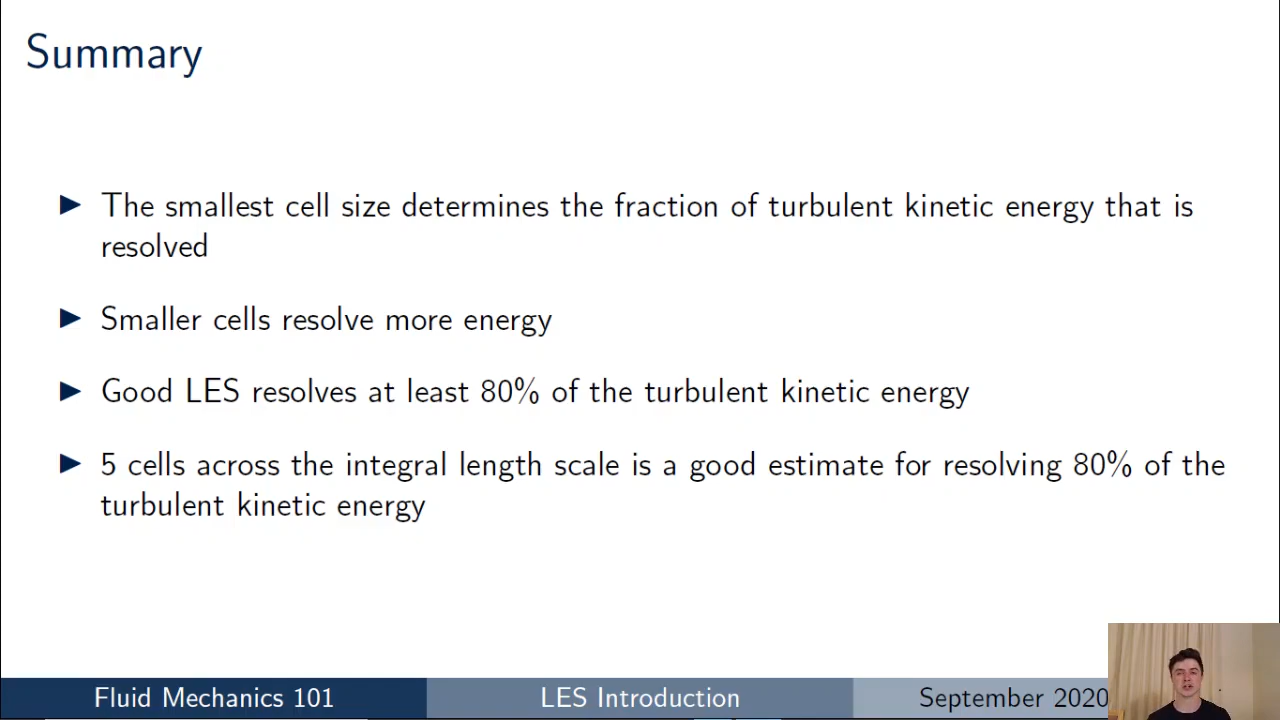 Summary
The smallest cell size determines the fraction of turbulent kinetic energy that is
resolved
Smaller cells resolve more energy
Good LES resolves at least 80% of the turbulent kinetic energy
5 cells across the integral length scale is a good estimate for resolving 80% of the
turbulent kinetic energy
Fluid Mechanics 101
LES Introduction
September 2020